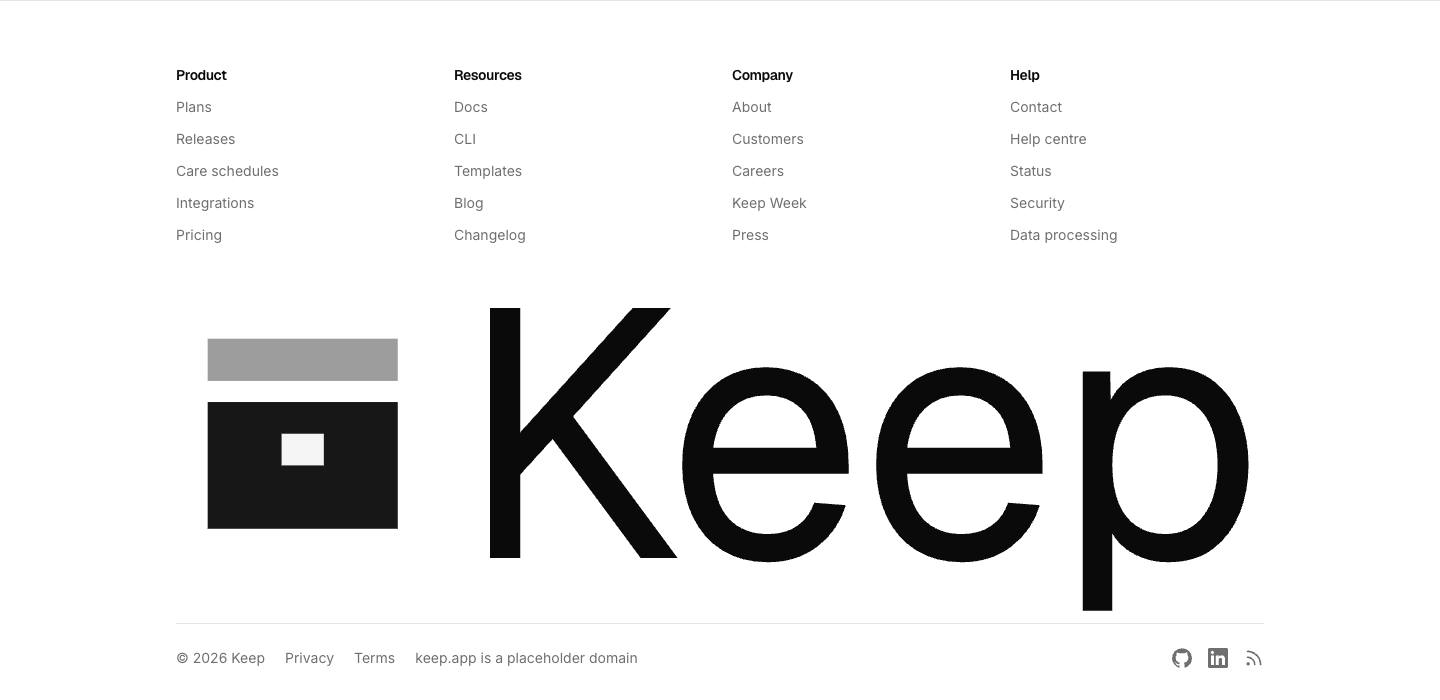 Product
Plans
Releases
Care schedules
Integrations
Pricing
Resources
Docs
CLI
Templates
Blog
Changelog
Company
About
Customers
Careers
Keep Week
Press
Help
Contact
Help centre
Status
Security
Data processing
Keep
© 2026 Keep Privacy Terms keep.app is a placeholder domain
in